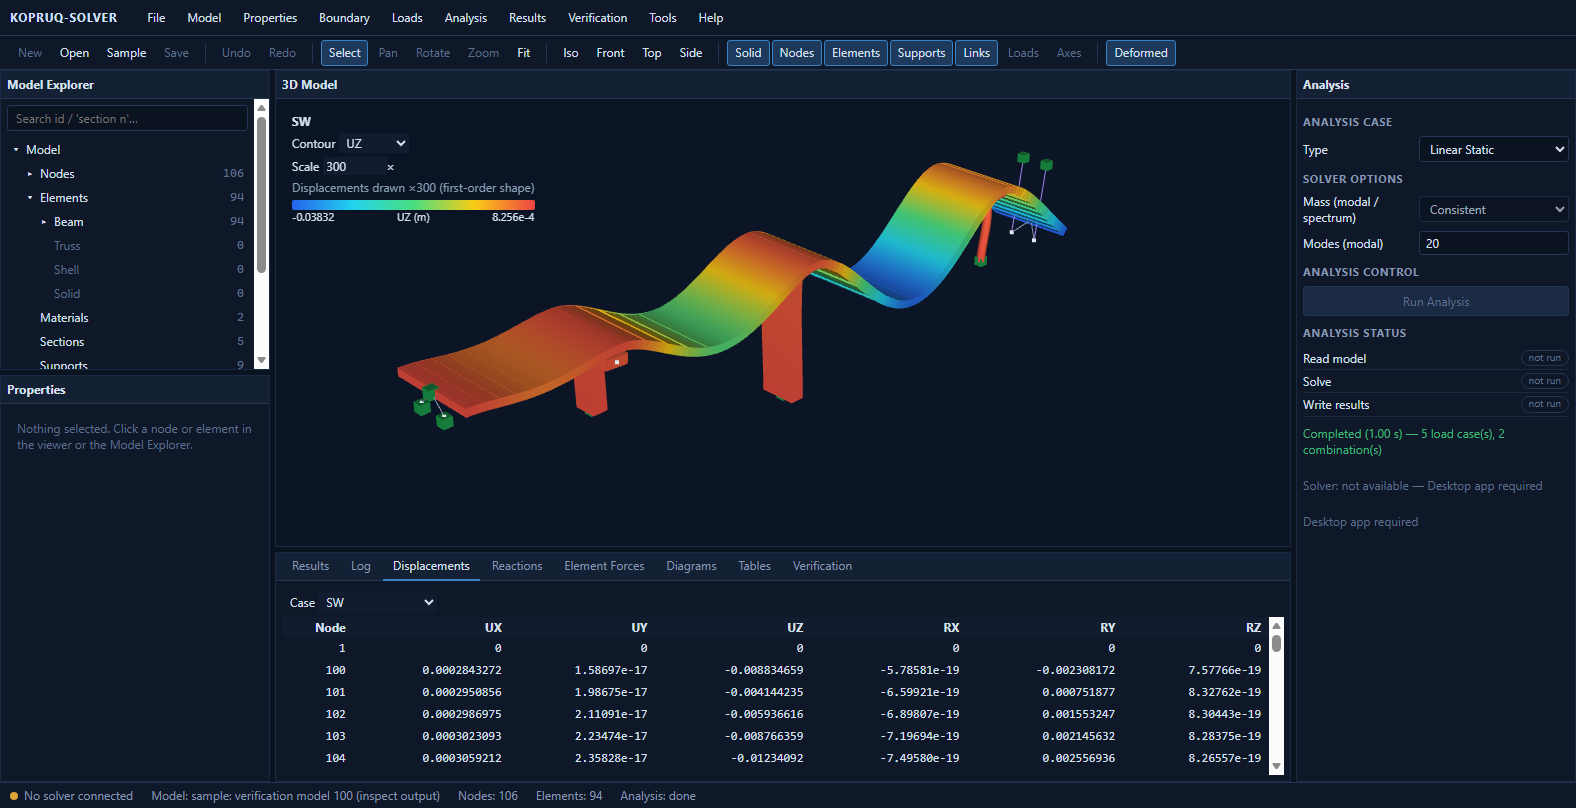 KOPRUQ-SOLVER File Model Properties Boundary Loads Analysis Results Verification Tools Help
New Open Sample Save Undo Redo Select Pan Rotate Zoom Fit Iso Front Top Side Solid Nodes Elements Supports Links Loads Axes Deformed
Model Explorer
Search id / 'section n'...
Model
Nodes 106
Elements 94
Beam 94
Truss 0
Shell 0
Solid 0
Materials 2
Sections 5
Supports 9
Properties
Nothing selected. Click a node or element in
the viewer or the Model Explorer.
3D Model
SW
Contour UZ
Scale 300 ×
Displacements drawn ×300 (first-order shape)
-0.03832 UZ (m) 8.256e-4
Results Log Displacements Reactions Element Forces Diagrams Tables Verification
Case SW
Node UX UY UZ RX RY RZ
1 0 0 0 0 0 0
100 0.0002843272 1.58697e-17 -0.008834659 -5.78581e-19 -0.002308172 7.57766e-19
101 0.0002950856 1.98675e-17 -0.004144235 -6.59921e-19 0.000751877 8.32762e-19
102 0.0002986975 2.11091e-17 -0.005936616 -6.89807e-19 0.001553247 8.30443e-19
103 0.0003023093 2.23474e-17 -0.008766359 -7.19694e-19 0.002145632 8.28375e-19
104 0.0003059212 2.35828e-17 -0.01234092 -7.49580e-19 0.002556936 8.26557e-19
Analysis
ANALYSIS CASE
Type Linear Static
SOLVER OPTIONS
Mass (modal /
spectrum) Consistent
Modes (modal) 20
ANALYSIS CONTROL
Run Analysis
ANALYSIS STATUS
Read model not run
Solve not run
Write results not run
Completed (1.00 s) — 5 load case(s), 2
combination(s)
Solver: not available — Desktop app required
Desktop app required
No solver connected Model: sample: verification model 100 (inspect output) Nodes: 106 Elements: 94 Analysis: done